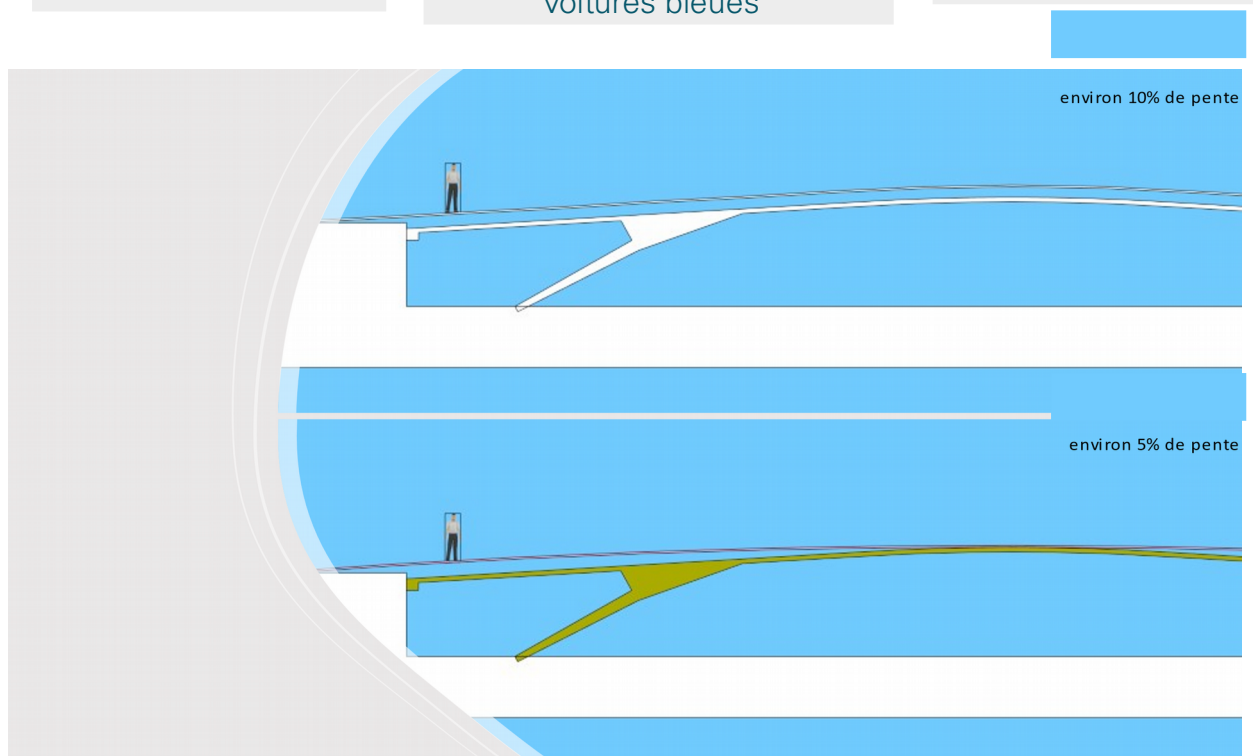 voitures bleues
environ 10% de pente
environ 5% de pente